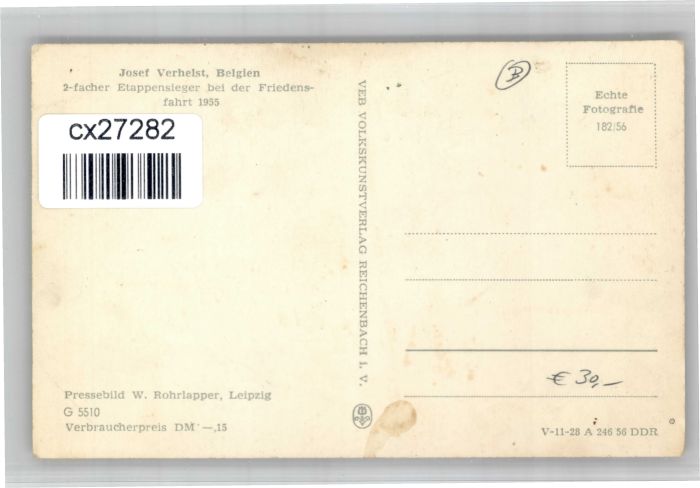 Josef Verhelst, Belgien
2-facher Etappensieger bei der Friedens-
fahrt 1955
cx27282
VEB VOLKSKUNSTVERLAG REICHENBACH i. V.
B
Echte
Fotografie
182/56
€ 30,—
Pressebild W. Rohrlapper, Leipzig
G 5510
Verbraucherpreis DM —,15
V-11-28 A 246 56 DDR